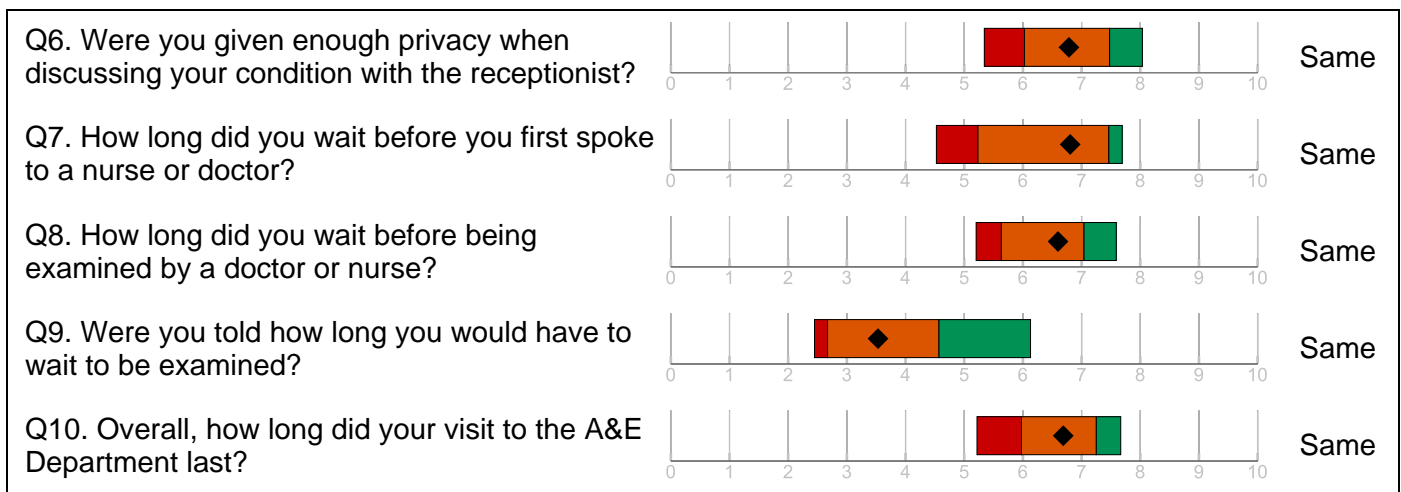 Q6. Were you given enough privacy when
discussing your condition with the receptionist?
0 1 2 3 4 5 6 7 8 9 10
Same
Q7. How long did you wait before you first spoke
to a nurse or doctor?
0 1 2 3 4 5 6 7 8 9 10
Same
Q8. How long did you wait before being
examined by a doctor or nurse?
0 1 2 3 4 5 6 7 8 9 10
Same
Q9. Were you told how long you would have to
wait to be examined?
0 1 2 3 4 5 6 7 8 9 10
Same
Q10. Overall, how long did your visit to the A&E
Department last?
0 1 2 3 4 5 6 7 8 9 10
Same